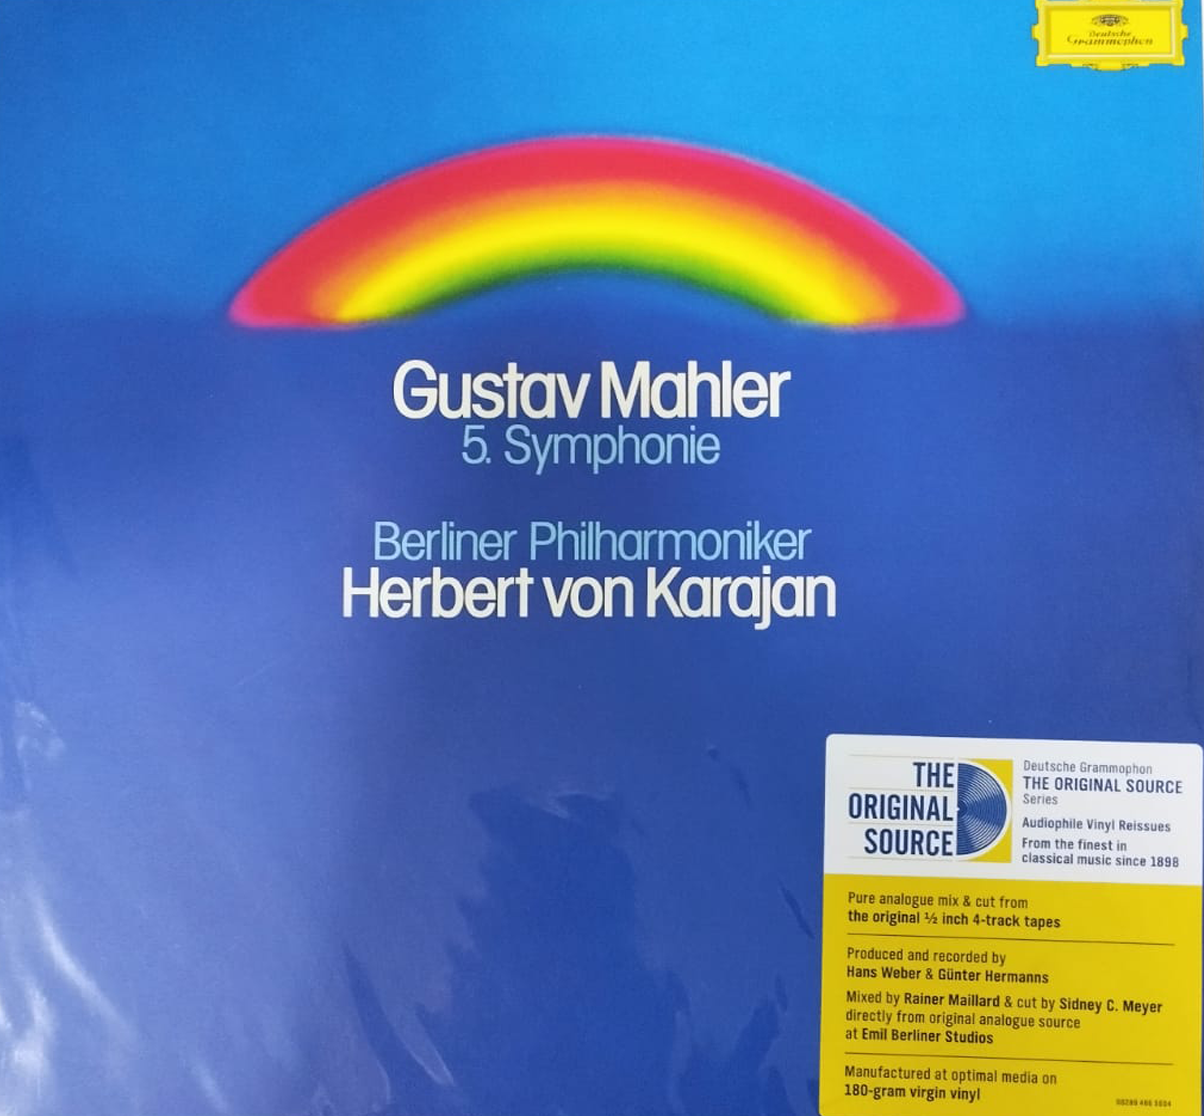 Deutsche
Grammophon
Gustav Mahler
5. Symphonie
Berliner Philharmoniker
Herbert von Karajan
THE
ORIGINAL
SOURCE
Deutsche Grammophon
THE ORIGINAL SOURCE
Series
Audiophile Vinyl Reissues
From the finest in
classical music since 1898
Pure analogue mix & cut from
the original ½ inch 4-track tapes
Produced and recorded by
Hans Weber & Günter Hermanns
Mixed by Rainer Maillard & cut by Sidney C. Meyer
directly from original analogue source
at Emil Berliner Studios
Manufactured at optimal media on
180-gram virgin vinyl